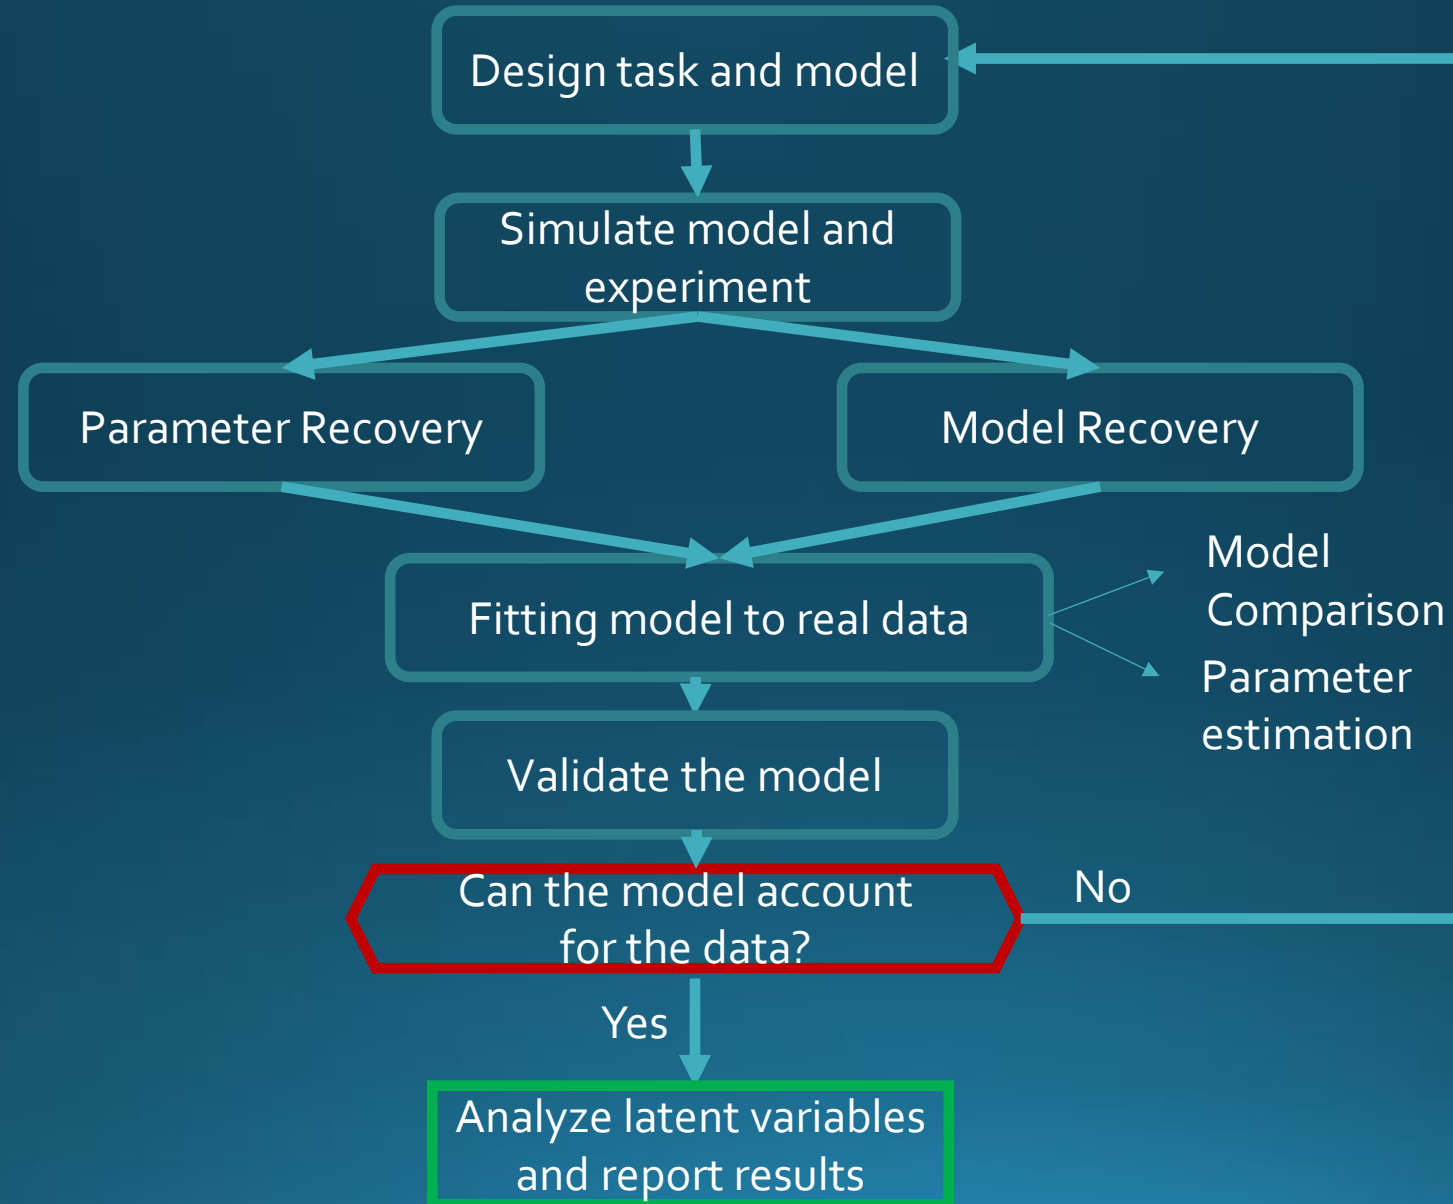 Design task and model
Simulate model and
experiment
Parameter Recovery
Model Recovery
Fitting model to real data
Model
Comparison
Parameter
estimation
Validate the model
Can the model account
for the data?
No
Yes
Analyze latent variables
and report results